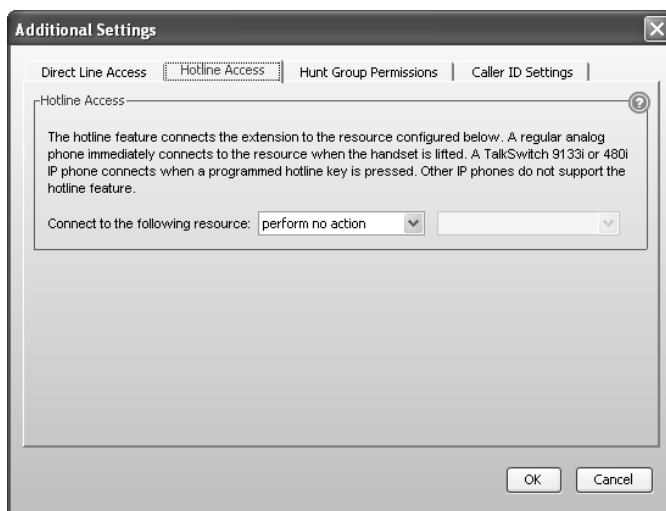 Additional Settings
Direct Line Access | Hotline Access | Hunt Group Permissions | Caller ID Settings |
Hotline Access
?
The hotline feature connects the extension to the resource configured below. A regular analog
phone immediately connects to the resource when the handset is lifted. A TalkSwitch 9133i or 480i
IP phone connects when a programmed hotline key is pressed. Other IP phones do not support the
hotline feature.
Connect to the following resource: perform no action
OK Cancel